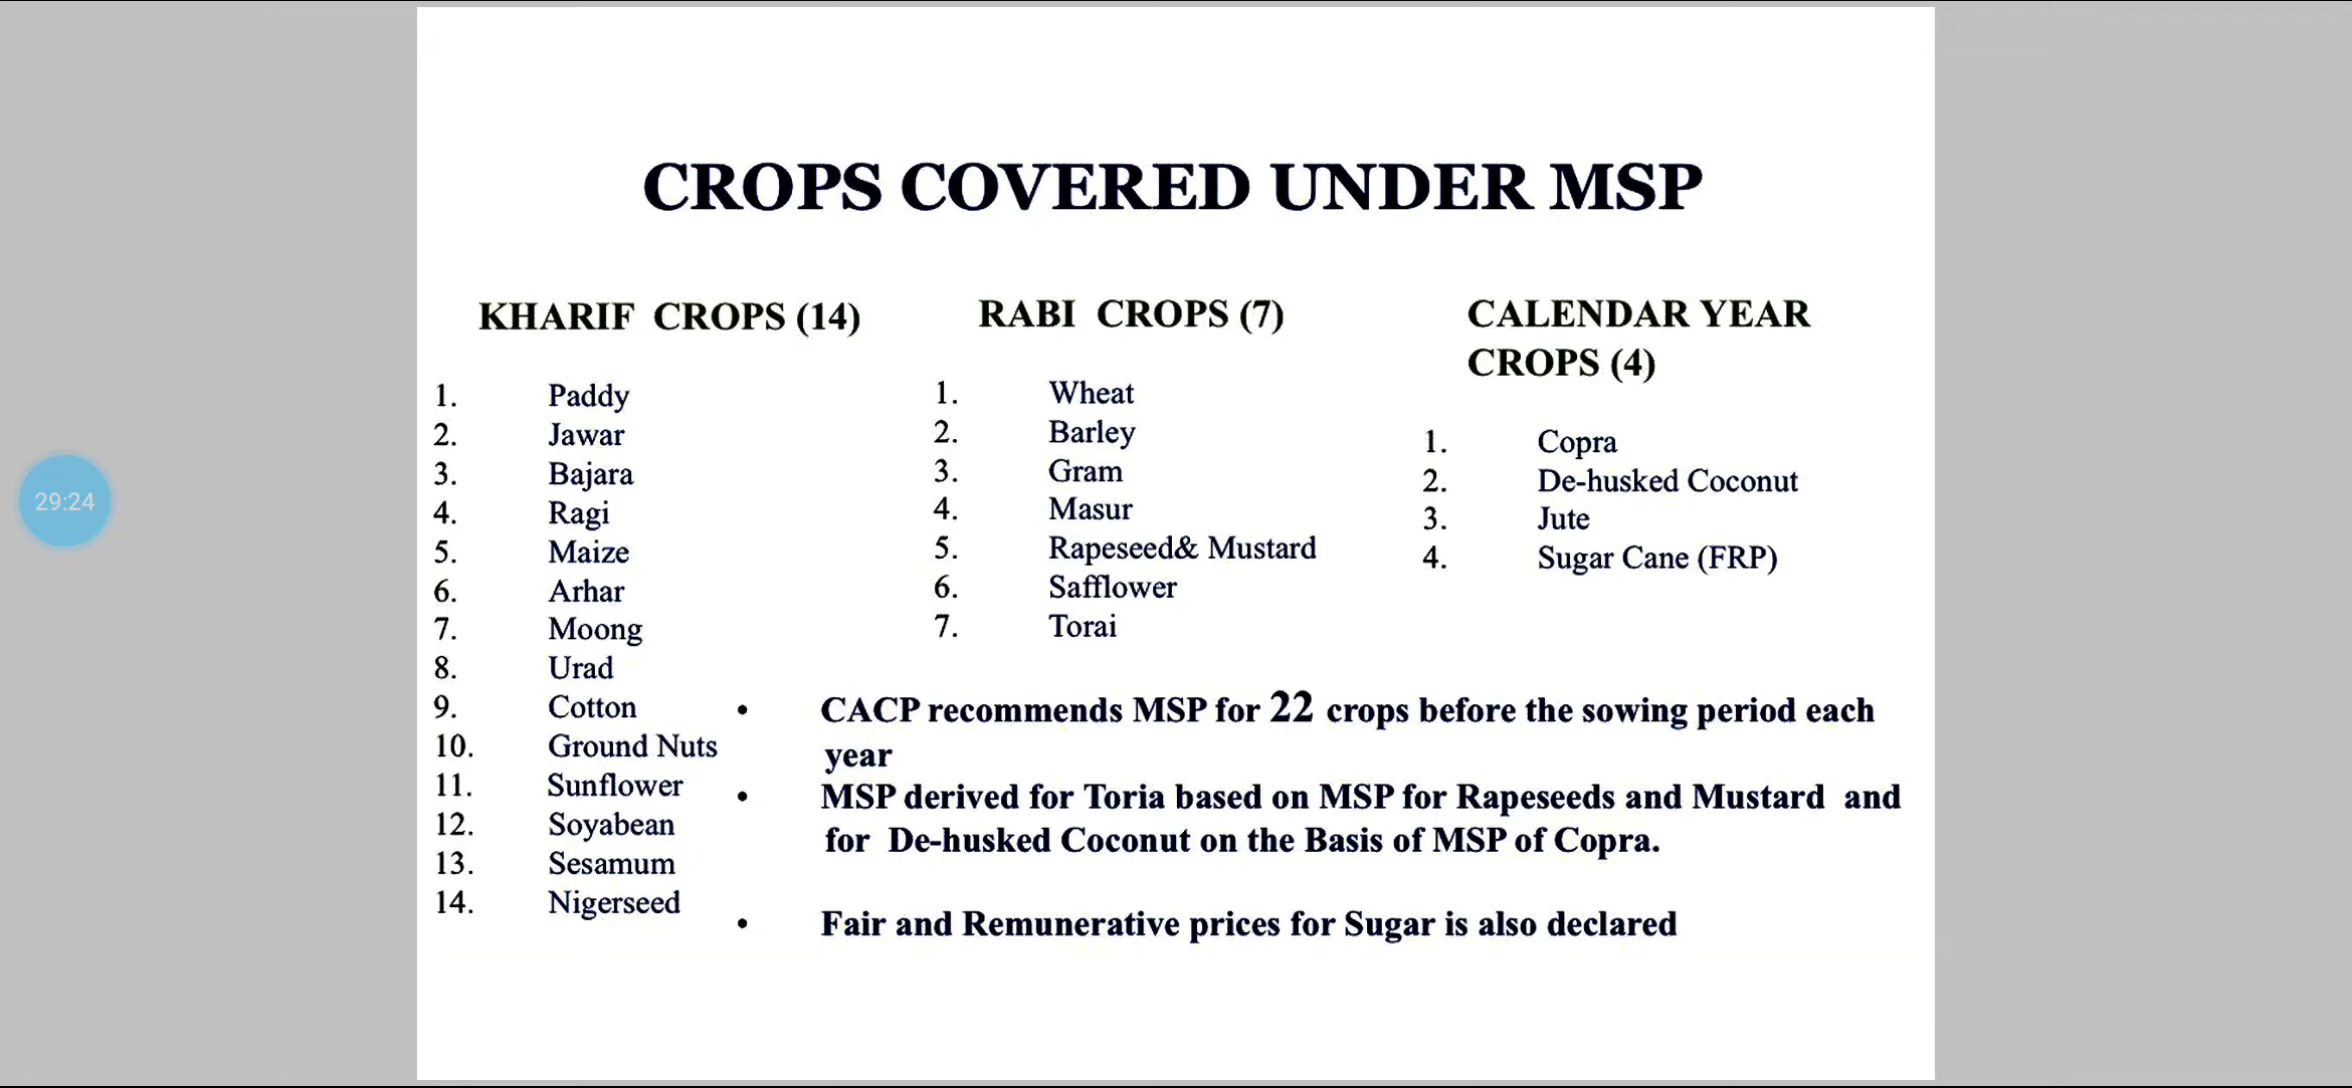 CROPS COVERED UNDER MSP
KHARIF CROPS (14)
1. Paddy
2. Jawar
3. Bajara
4. Ragi
5. Maize
6. Arhar
7. Moong
8. Urad
9. Cotton
10. Ground Nuts
11. Sunflower
12. Soyabean
13. Sesamum
14. Nigerseed
RABI CROPS (7)
1. Wheat
2. Barley
3. Gram
4. Masur
5. Rapeseed& Mustard
6. Safflower
7. Torai
CALENDAR YEAR
CROPS (4)
1. Copra
2. De-husked Coconut
3. Jute
4. Sugar Cane (FRP)
• CACP recommends MSP for 22 crops before the sowing period each
year
• MSP derived for Toria based on MSP for Rapeseeds and Mustard and
for De-husked Coconut on the Basis of MSP of Copra.
• Fair and Remunerative prices for Sugar is also declared
29:24